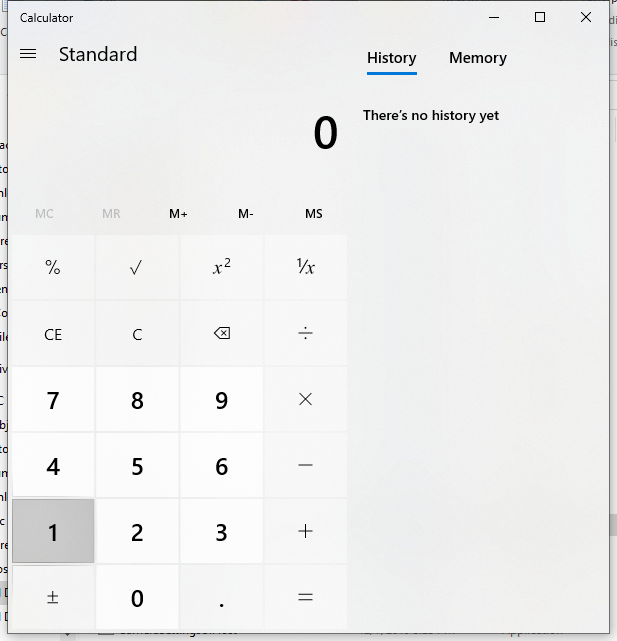 Calculator
Standard
History Memory
0
There's no history yet
MC MR M+ M- MS
% √ x² ¹/x
CE C ÷
7 8 9 ×
4 5 6 −
1 2 3 +
± 0 . =